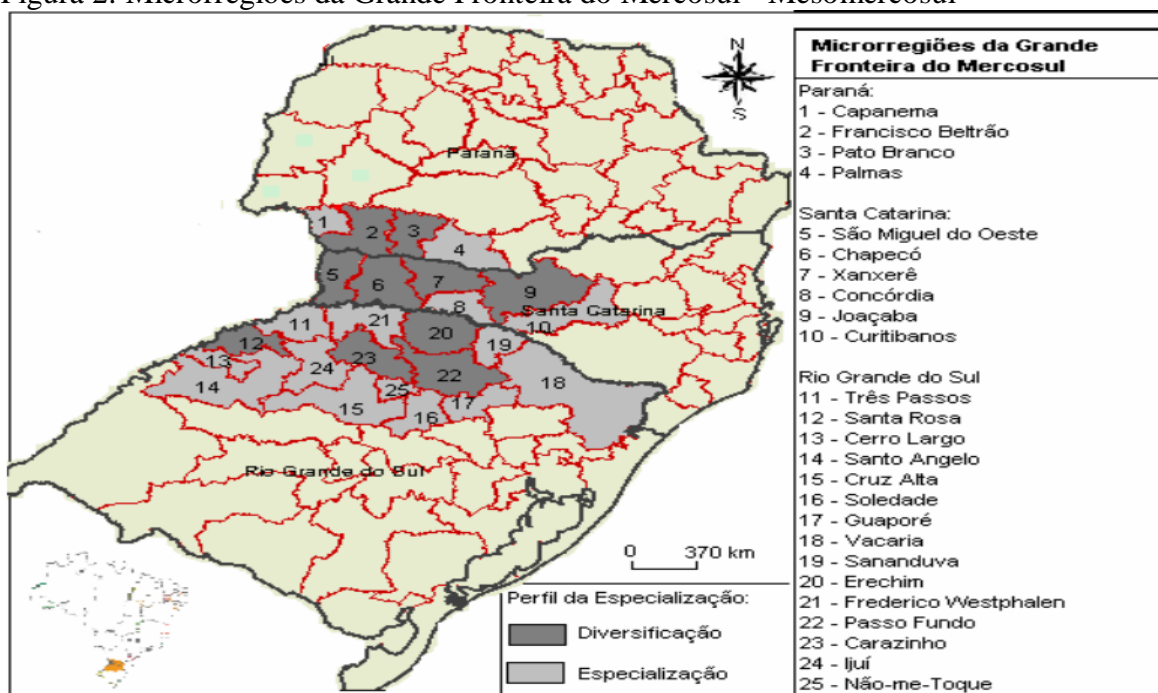 Figura 2: Microrregiões da Grande Fronteira do Mercosul - Mesomercosul
N
S
Paraná
1
2
3
4
5
6
7
8
9
Santa Catarina
10
11
21
20
19
12
13
24
23
22
18
14
25
17
15
16
Rio Grande do Sul
0 370 km
Perfil da Especialização:
Diversificação
Especialização
Microrregiões da Grande
Fronteira do Mercosul
Paraná:
1 - Capanema
2 - Francisco Beltrão
3 - Pato Branco
4 - Palmas
Santa Catarina:
5 - São Miguel do Oeste
6 - Chapecó
7 - Xanxerê
8 - Concórdia
9 - Joaçaba
10 - Curitibanos
Rio Grande do Sul
11 - Três Passos
12 - Santa Rosa
13 - Cerro Largo
14 - Santo Angelo
15 - Cruz Alta
16 - Soledade
17 - Guaporé
18 - Vacaria
19 - Sananduva
20 - Erechim
21 - Frederico Westphalen
22 - Passo Fundo
23 - Carazinho
24 - Ijuí
25 - Não-me-Toque